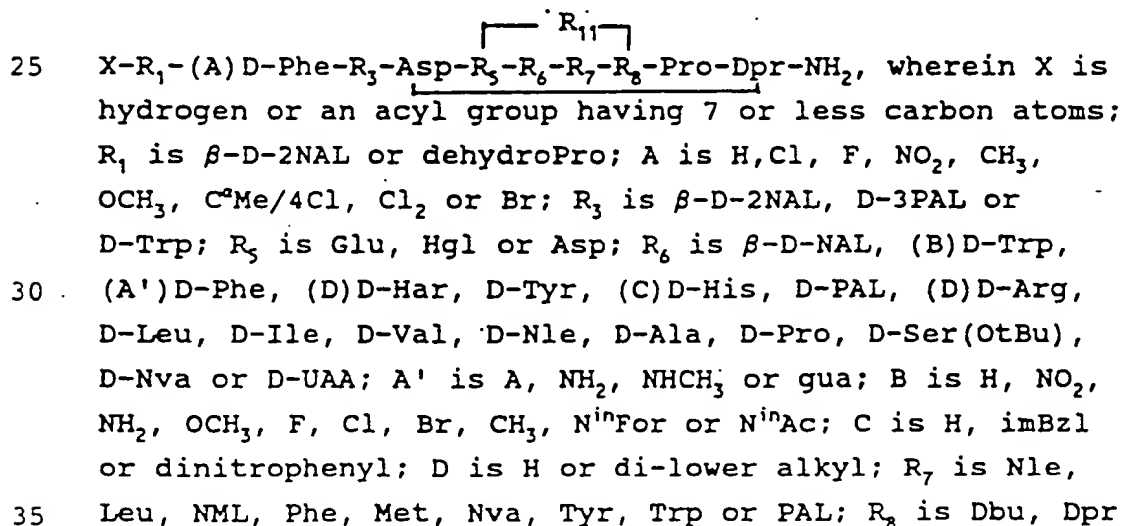 R₁₁
25 X-R₁-(A)D-Phe-R₃-Asp-R₅-R₆-R₇-R₈-Pro-Dpr-NH₂, wherein X is
hydrogen or an acyl group having 7 or less carbon atoms;
R₁ is β-D-2NAL or dehydroPro; A is H,Cl, F, NO₂, CH₃,
OCH₃, CᵅMe/4Cl, Cl₂ or Br; R₃ is β-D-2NAL, D-3PAL or
D-Trp; R₅ is Glu, Hgl or Asp; R₆ is β-D-NAL, (B)D-Trp,
30 (A')D-Phe, (D)D-Har, D-Tyr, (C)D-His, D-PAL, (D)D-Arg,
D-Leu, D-Ile, D-Val, D-Nle, D-Ala, D-Pro, D-Ser(OtBu),
D-Nva or D-UAA; A' is A, NH₂, NHCH₃ or gua; B is H, NO₂,
NH₂, OCH₃, F, Cl, Br, CH₃, NⁱⁿFor or NⁱⁿAc; C is H, imBzl
or dinitrophenyl; D is H or di-lower alkyl; R₇ is Nle,
35 Leu, NML, Phe, Met, Nva, Tyr, Trp or PAL; R₈ is Dbu, Dpr